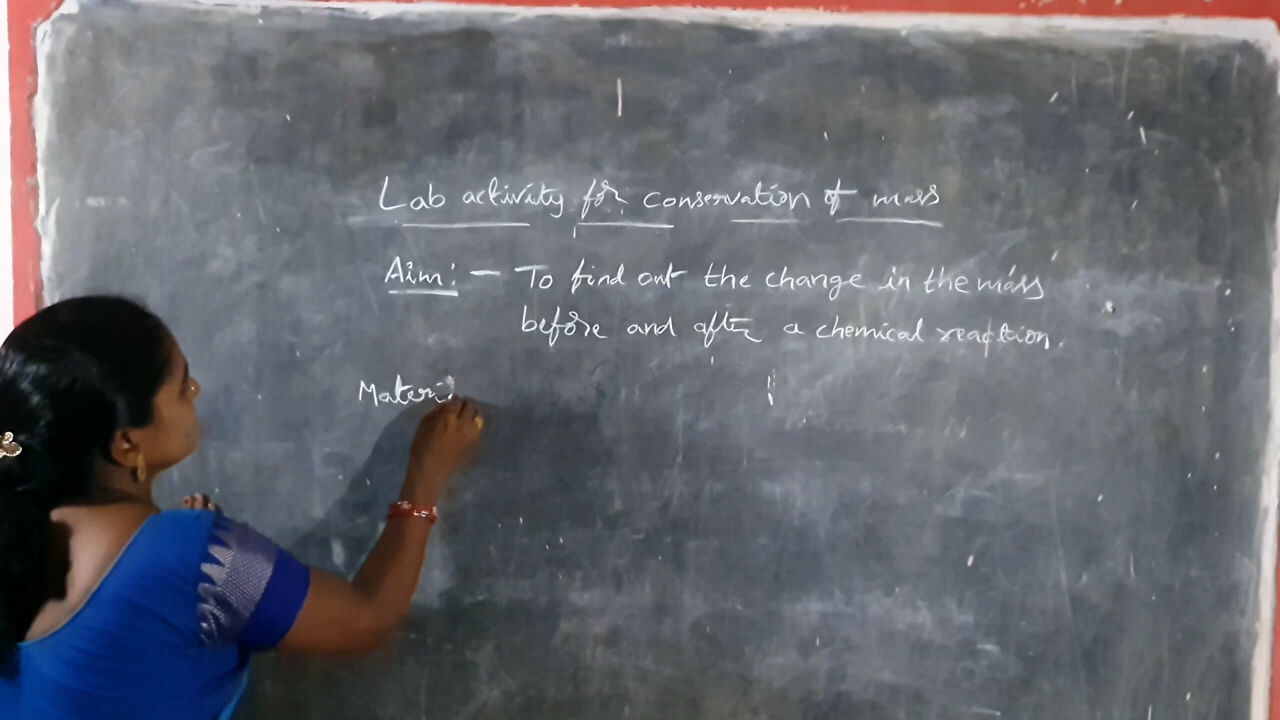 Lab activity for conservation of mass
Aim: - To find out the change in the mass
before and after a chemical reaction.
Materi